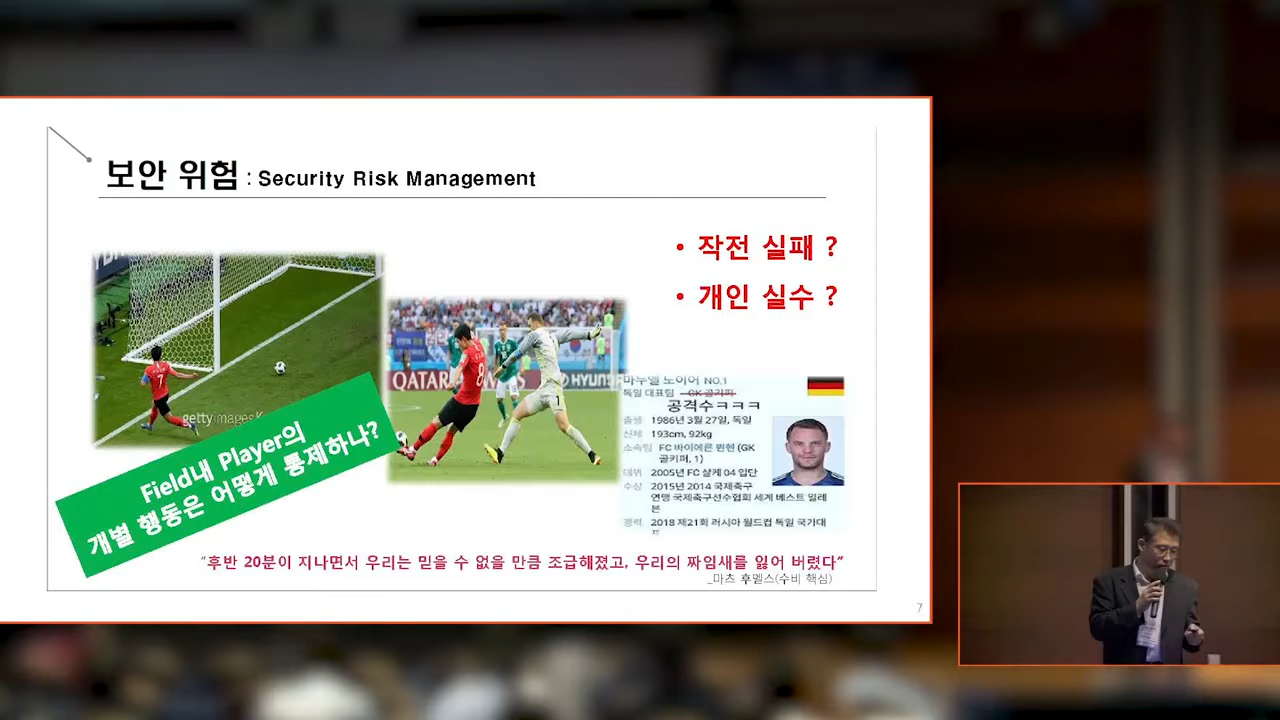 보안 위험 : Security Risk Management
• 작전 실패 ?
• 개인 실수 ?
7
gettyimages
8
QATAR
HYUN
1
Field내 Player의
개별 행동은 어떻게 통제하나?
마누엘 노이어 NO.1
독일 대표팀 GK 골키퍼
공격수ㅋㅋㅋ
출생 1986년 3월 27일, 독일
신체 193cm, 92kg
소속팀 FC 바이에른 뮌헨 (GK
골키퍼, 1)
데뷔 2005년 FC 샬케 04 입단
수상 2015년 2014 국제축구
연맹 국제축구선수협회 세계 베스트 일레
븐
경력 2018 제21회 러시아 월드컵 독일 국가대
“후반 20분이 지나면서 우리는 믿을 수 없을 만큼 조급해졌고, 우리의 짜임새를 잃어 버렸다”
_마츠 후멜스(수비 핵심)
7